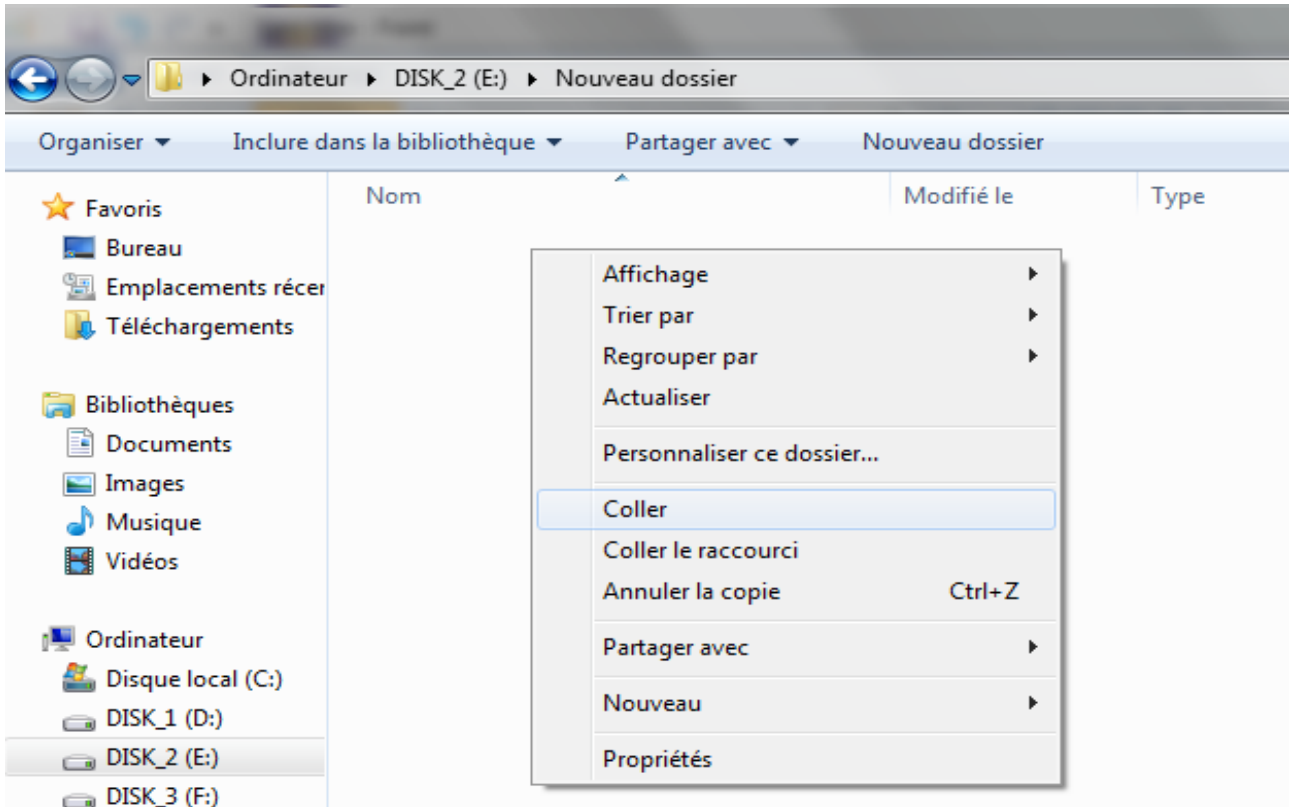 Ordinateur ▸ DISK_2 (E:) ▸ Nouveau dossier
Organiser Inclure dans la bibliothèque Partager avec Nouveau dossier
Nom Modifié le Type
Favoris
Bureau
Emplacements récer
Téléchargements
Bibliothèques
Documents
Images
Musique
Vidéos
Ordinateur
Disque local (C:)
DISK_1 (D:)
DISK_2 (E:)
DISK_3 (F:)
Affichage
Trier par
Regrouper par
Actualiser
Personnaliser ce dossier...
Coller
Coller le raccourci
Annuler la copie Ctrl+Z
Partager avec
Nouveau
Propriétés